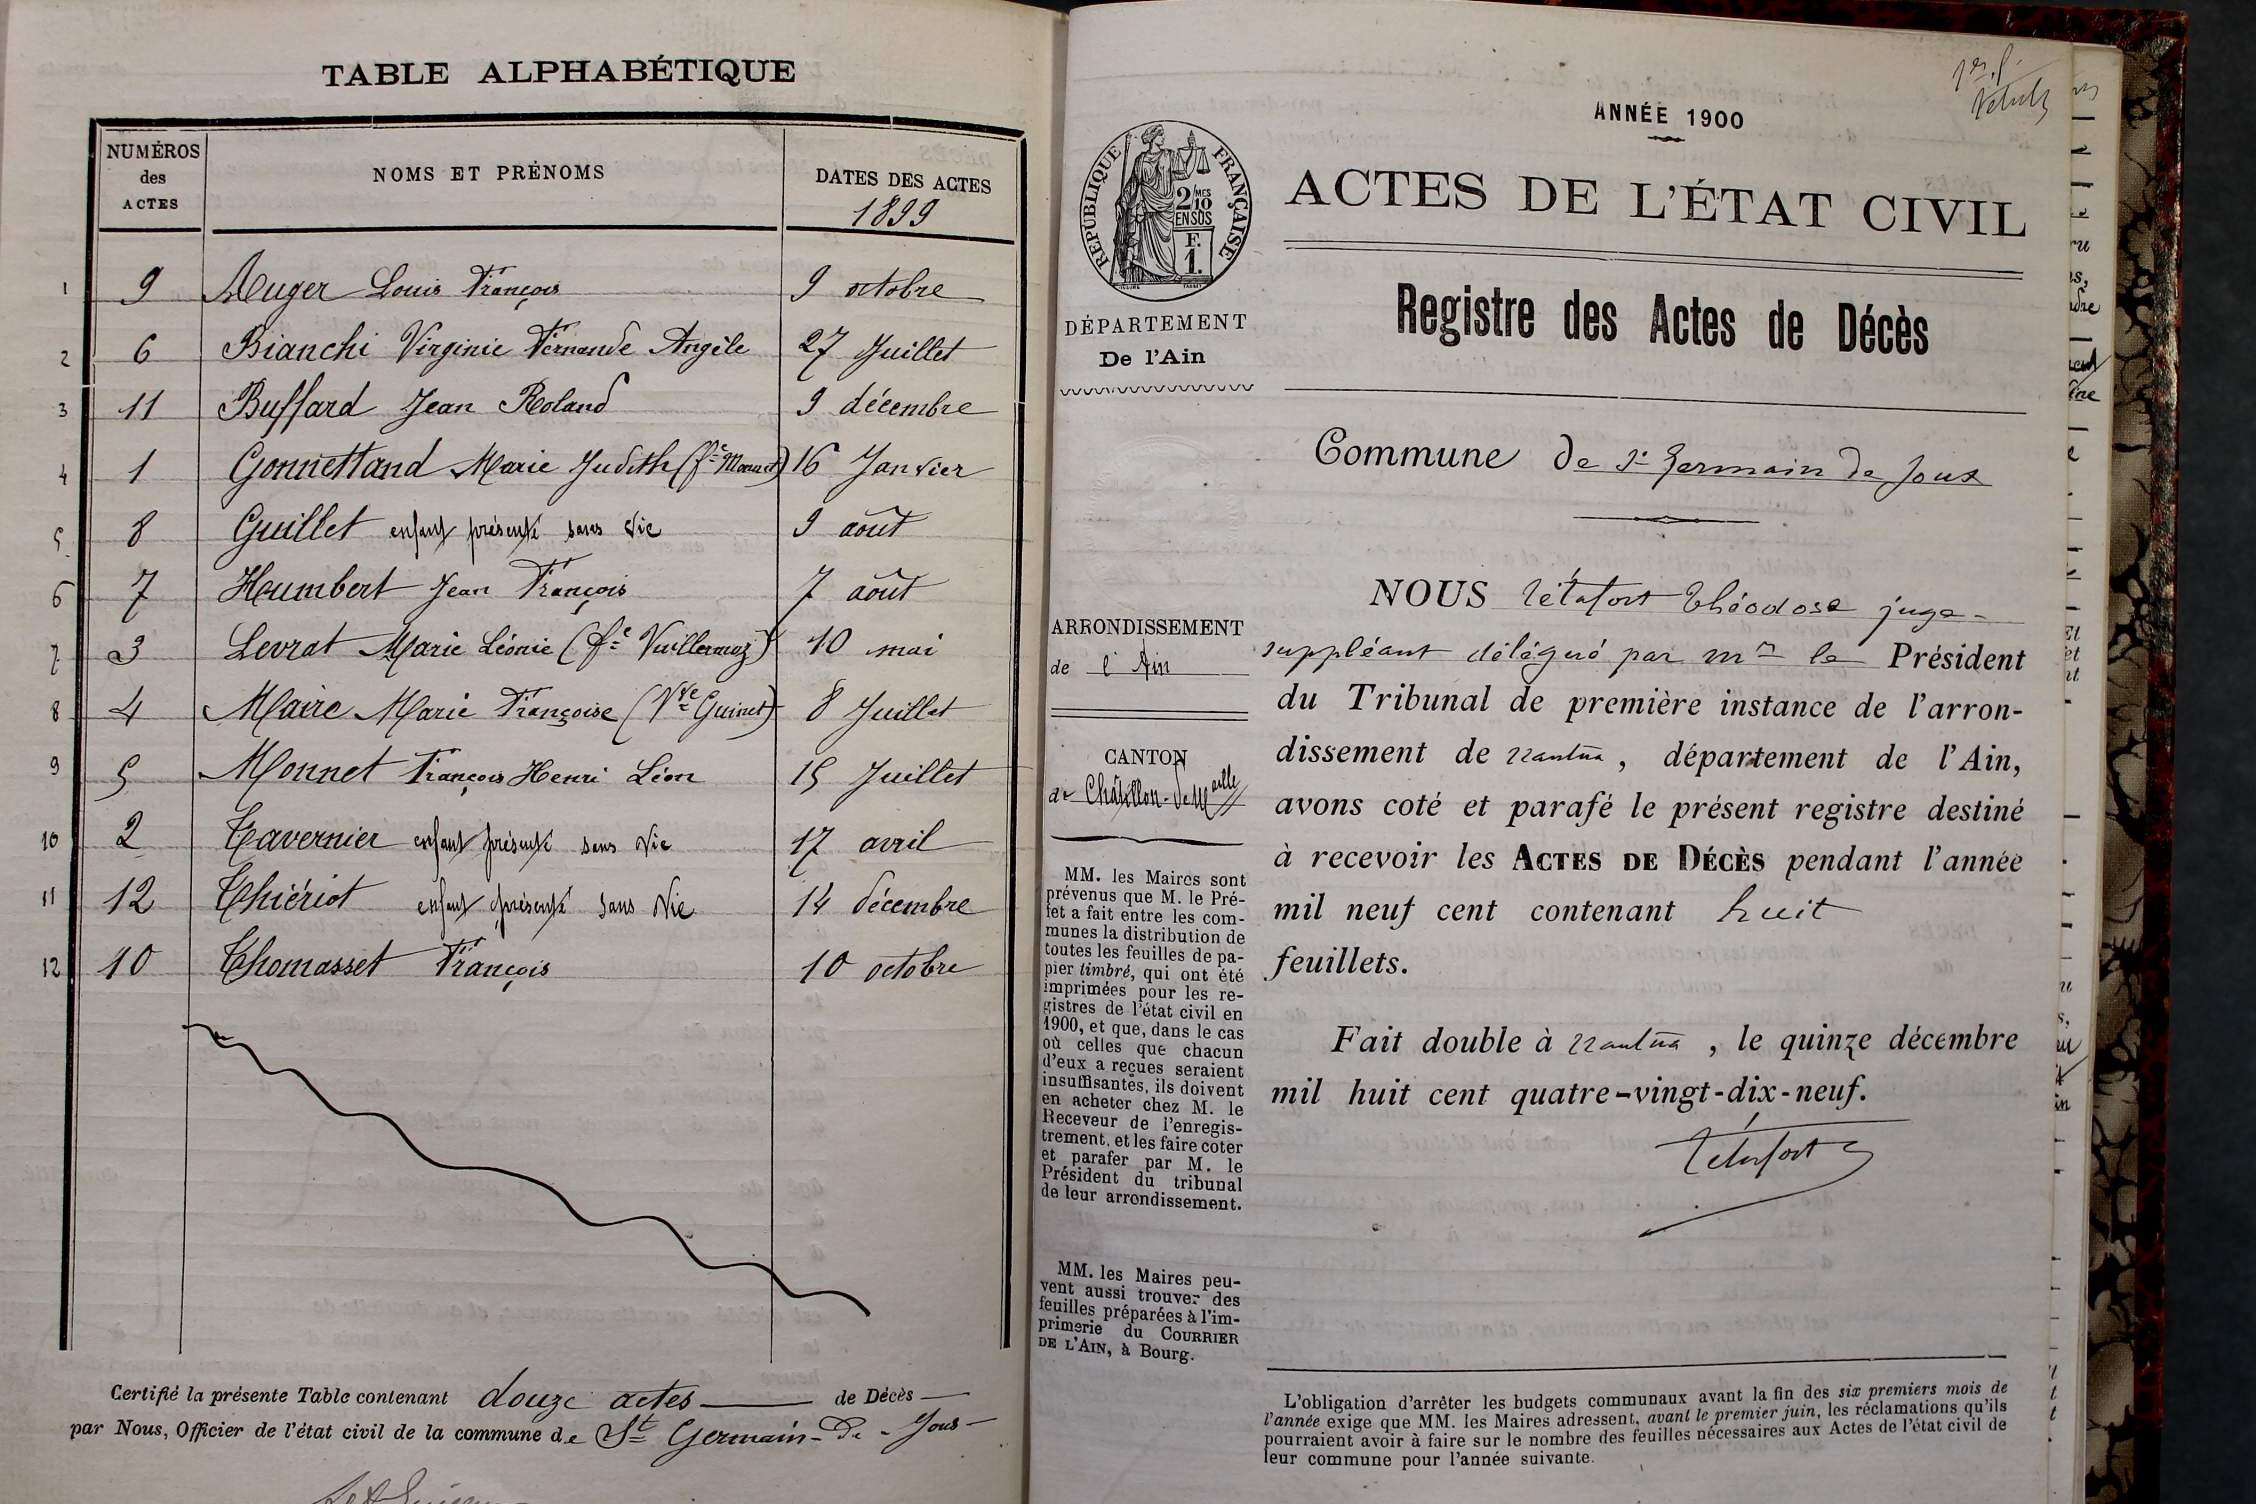 TABLE ALPHABÉTIQUE
NUMÉROS des ACTES
NOMS ET PRÉNOMS
DATES DES ACTES
1899
1 9 Auger Louis François 9 octobre
2 6 Bianchi Virginie Fernande Angèle 27 Juillet
3 11 Buffard Jean Roland 9 décembre
4 1 Gonnettand Marie Judith (fe Monnet) 16 Janvier
5 8 Guillet enfant présenté sans vie 9 août
6 7 Humbert Jean François 7 août
7 3 Levrat Marie Léonie (fe Vuillermoz) 10 mai
8 4 Maire Marie Françoise (Vve Guinet) 8 Juillet
9 5 Monnet François Henri Léon 15 Juillet
10 2 Tavernier enfant présenté sans vie 17 avril
11 12 Thiériot enfant présenté sans vie 14 décembre
12 10 Thomasset François 10 octobre
Certifié la présente Table contenant douze actes de Décès
par Nous, Officier de l'état civil de la commune de St Germain-de-Joux
1er f.
ANNÉE 1900
RÉPUBLIQUE FRANÇAISE
2 MES
10
EN SUS
F.
1.
ACTES DE L'ÉTAT CIVIL
Registre des Actes de Décès
DÉPARTEMENT
De l'Ain
Commune de St Germain de Joux
ARRONDISSEMENT
de l'Ain
CANTON
de Châtillon-de-Mlle
MM. les Maires sont
prévenus que M. le Pré-
fet a fait entre les com-
munes la distribution de
toutes les feuilles de pa-
pier timbré, qui ont été
imprimées pour les re-
gistres de l'état civil en
1900, et que, dans le cas
où celles que chacun
d'eux a reçues seraient
insuffisantes, ils doivent
en acheter chez M. le
Receveur de l'enregis-
trement, et les faire coter
et parafer par M. le
Président du tribunal
de leur arrondissement.
MM. les Maires peu-
vent aussi trouver des
feuilles préparées à l'im-
primerie du COURRIER
DE L'AIN, à Bourg.
NOUS Tétafort Théodose juge
suppléant délégué par mr le Président
du Tribunal de première instance de l'arron-
dissement de nantua, département de l'Ain,
avons coté et parafé le présent registre destiné
à recevoir les ACTES DE DÉCÈS pendant l'année
mil neuf cent contenant huit
feuillets.
Fait double à nantua, le quinze décembre
mil huit cent quatre-vingt-dix-neuf.
Tétafort
L'obligation d'arrêter les budgets communaux avant la fin des six premiers mois de
l'année exige que MM. les Maires adressent, avant le premier juin, les réclamations qu'ils
pourraient avoir à faire sur le nombre des feuilles nécessaires aux Actes de l'état civil de
leur commune pour l'année suivante.